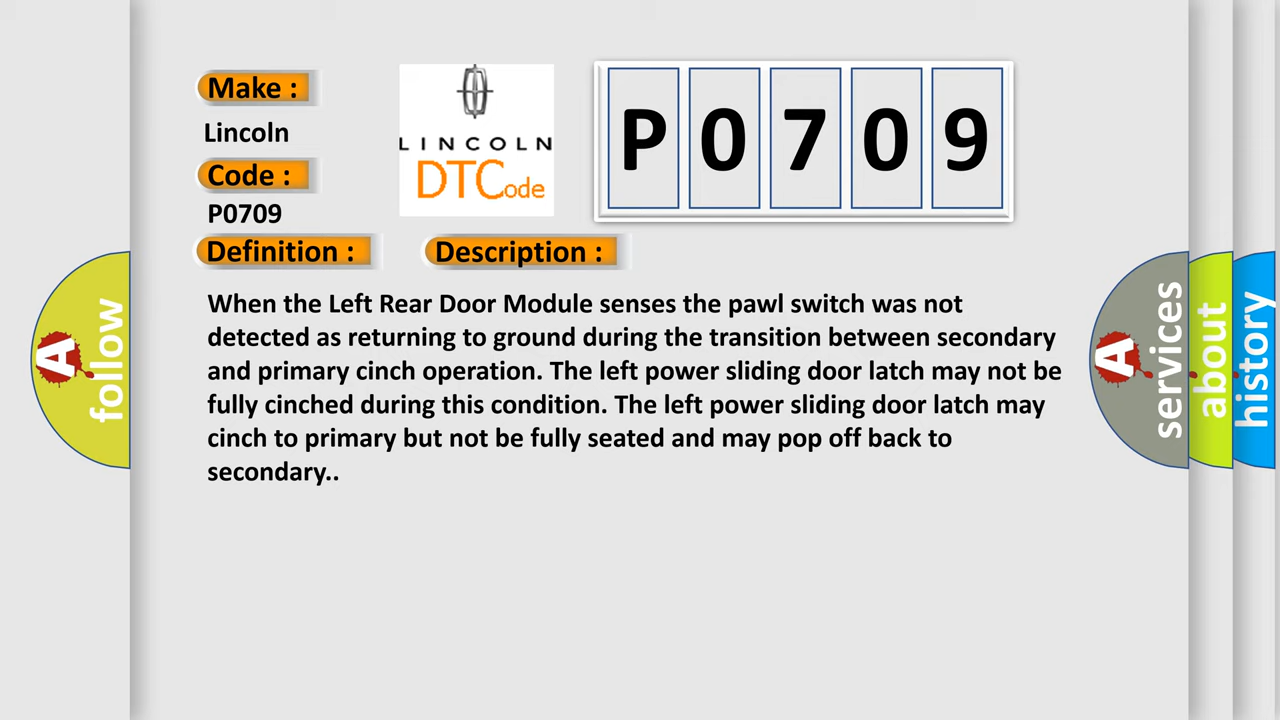 Make :
Lincoln
Code :
P0709
LINCOLN
DTCode
P0709
Definition :
Description :
When the Left Rear Door Module senses the pawl switch was not
detected as returning to ground during the transition between secondary
and primary cinch operation. The left power sliding door latch may not be
fully cinched during this condition. The left power sliding door latch may
cinch to primary but not be fully seated and may pop off back to
secondary..
A follow
A services
about
history